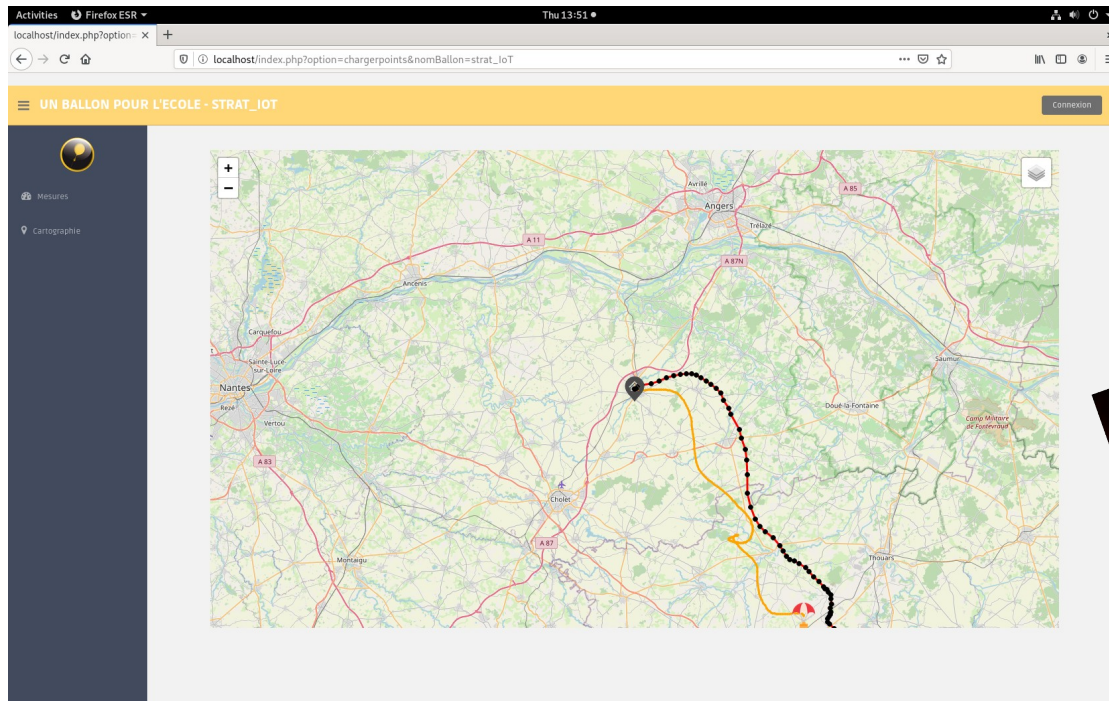 Activities Firefox ESR Thu 13:51
localhost/index.php?option=
localhost/index.php?option=chargerpoints&nomBallon=strat_IoT
UN BALLON POUR L'ECOLE - STRAT_IOT
Connexion
Mesures
Cartographie
+
−
Avrillé
A 85
Angers
Trélazé
A 11
A 87N
Ancenis
Carquefou
Sainte-Luce-
sur-Loire
Saumur
Nantes
Rezé
Vertou
Doué-la-Fontaine
Camp Militaire
de Fontevraud
A 83
Cholet
A 87
Montaigu
Thouars